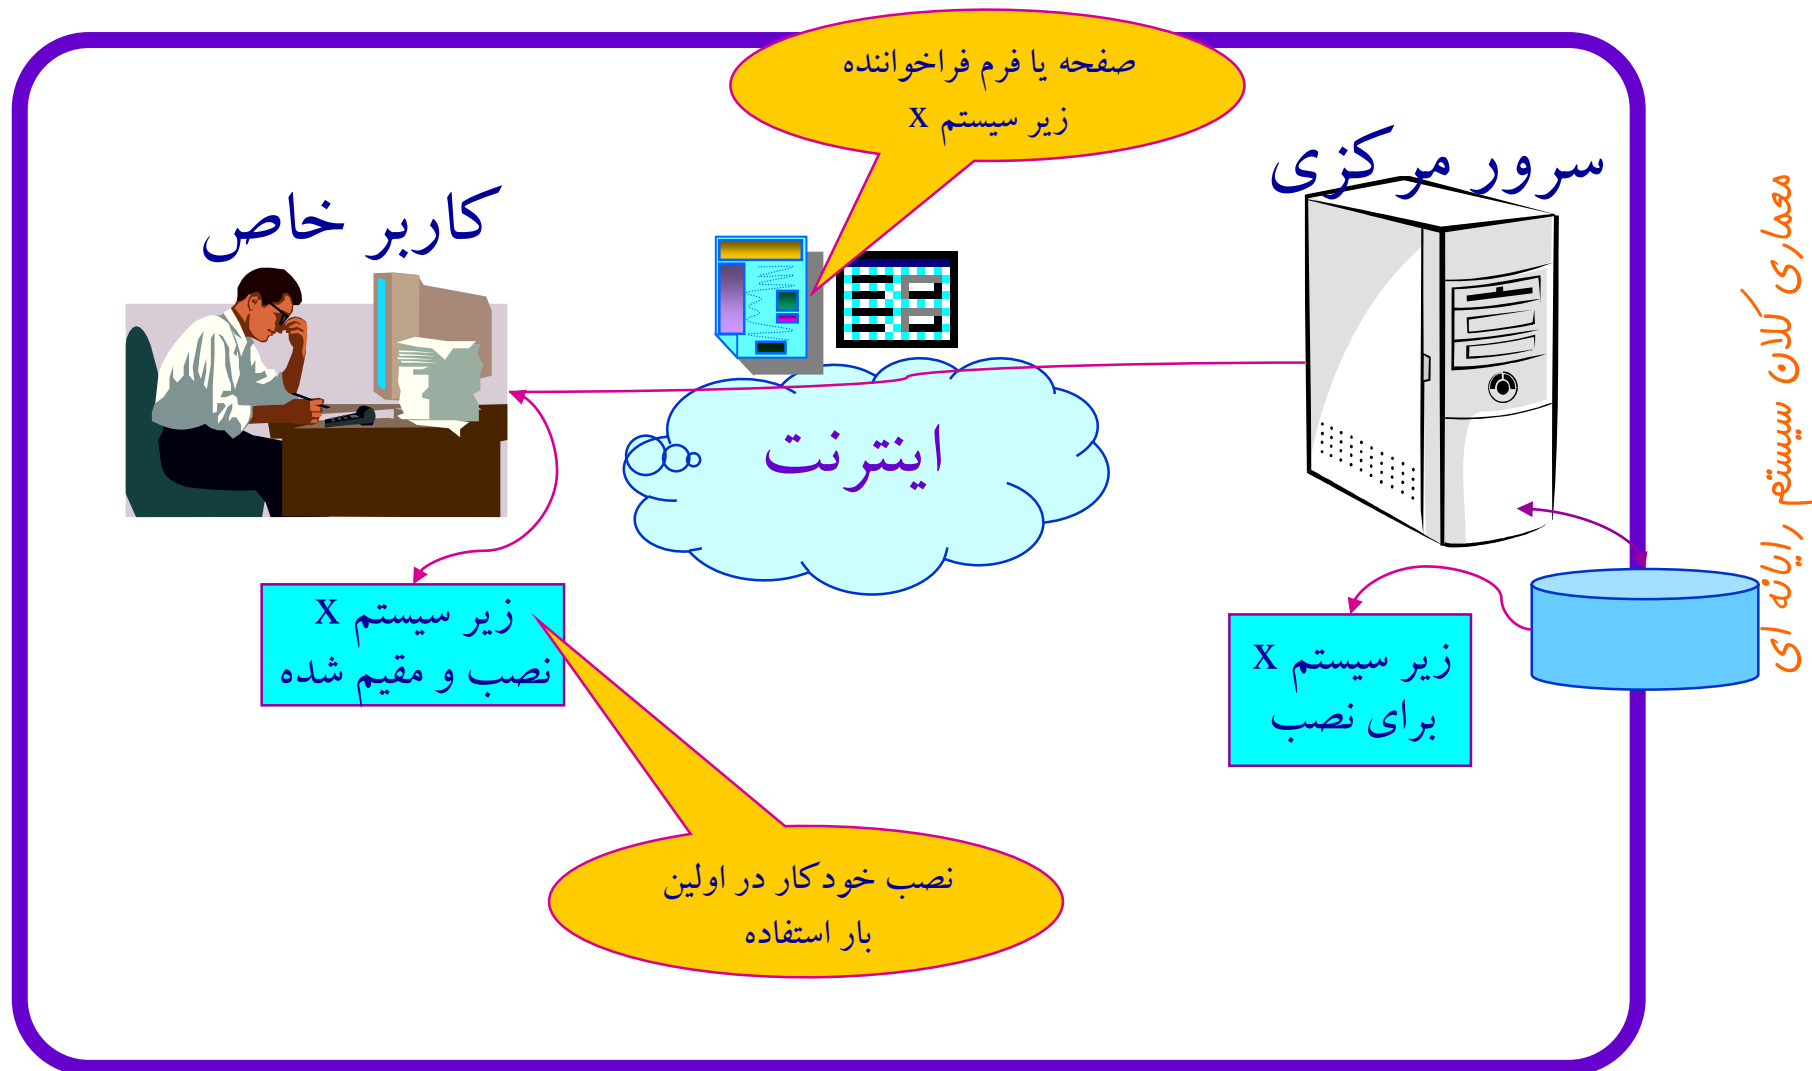 صفحه یا فرم فراخواننده
زیر سیستم X
سرور مرکزی
کاربر خاص
اینترنت
زیر سیستم X
نصب و مقیم شده
زیر سیستم X
برای نصب
نصب خودکار در اولین
بار استفاده
معماری کلان سیستم رایانه ای